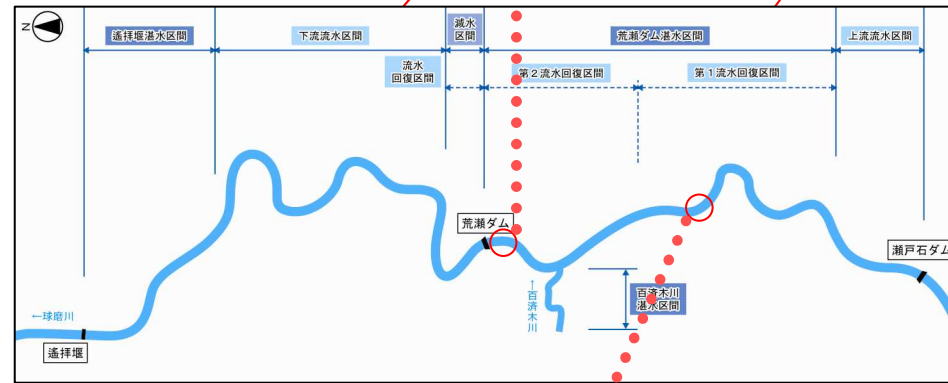 N
遙拝堰湛水区間
下流流水区間
減水
区間
荒瀬ダム湛水区間
上流流水区間
流水
回復区間
第2流水回復区間
第1流水回復区間
荒瀬ダム
瀬戸石ダム
←百済木川
百済木川
湛水区間
←球磨川
遙拝堰